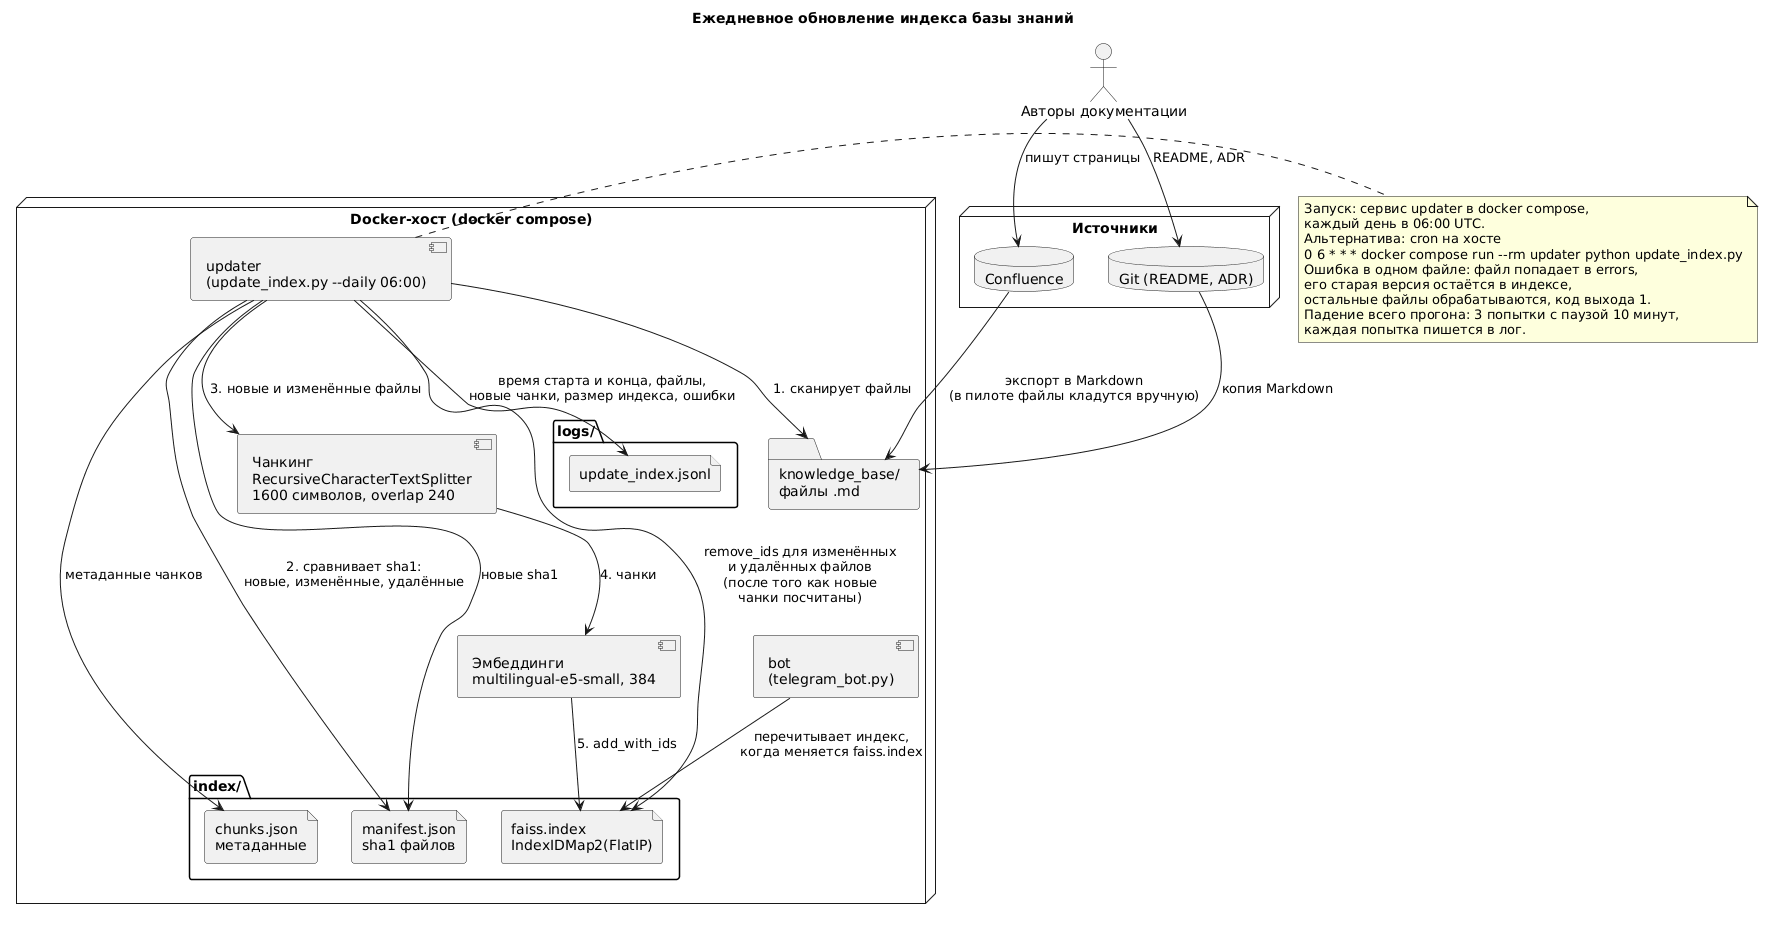 Ежедневное обновление индекса базы знаний
Авторы документации
пишут страницы
README, ADR
Docker-хост (docker compose)
updater
(update_index.py --daily 06:00)
Источники
Confluence
Git (README, ADR)
Запуск: сервис updater в docker compose,
каждый день в 06:00 UTC.
Альтернатива: cron на хосте
0 6 * * * docker compose run --rm updater python update_index.py
Ошибка в одном файле: файл попадает в errors,
его старая версия остаётся в индексе,
остальные файлы обрабатываются, код выхода 1.
Падение всего прогона: 3 попытки с паузой 10 минут,
каждая попытка пишется в лог.
3. новые и изменённые файлы
время старта и конца, файлы,
новые чанки, размер индекса, ошибки
1. сканирует файлы
экспорт в Markdown
(в пилоте файлы кладутся вручную)
копия Markdown
Чанкинг
RecursiveCharacterTextSplitter
1600 символов, overlap 240
logs/
update_index.jsonl
knowledge_base/
файлы .md
метаданные чанков
2. сравнивает sha1:
новые, изменённые, удалённые
новые sha1
4. чанки
remove_ids для изменённых
и удалённых файлов
(после того как новые
чанки посчитаны)
Эмбеддинги
multilingual-e5-small, 384
bot
(telegram_bot.py)
5. add_with_ids
перечитывает индекс,
когда меняется faiss.index
index/
chunks.json
метаданные
manifest.json
sha1 файлов
faiss.index
IndexIDMap2(FlatIP)